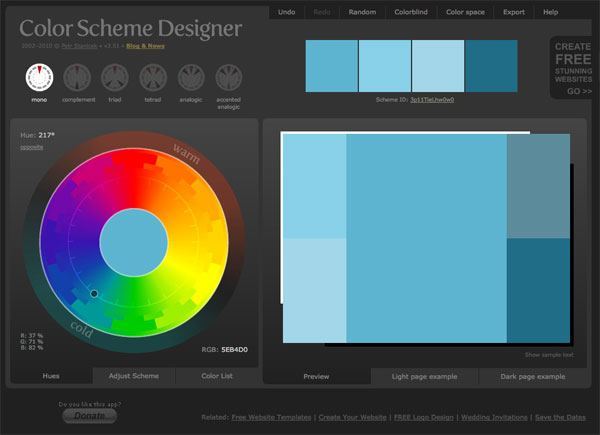 Undo Redo Random Colorblind Color space Export Help
Color Scheme Designer
2002–2010 © Petr Stanicek • v3.51 • Blog & News
mono complement triad tetrad analogic accented analogic
Scheme ID: 3p11TieLhw0w0
CREATE
FREE
STUNNING
WEBSITES
GO >>
Hue: 217°
opposite
warm
cold
R: 37 %
G: 71 %
B: 82 %
RGB: 5EB4D0
Show sample text
Hues Adjust Scheme Color List
Preview Light page example Dark page example
Do you like this app?
Donate...
Related: Free Website Templates | Create Your Website | FREE Logo Design | Wedding Invitations | Save the Dates